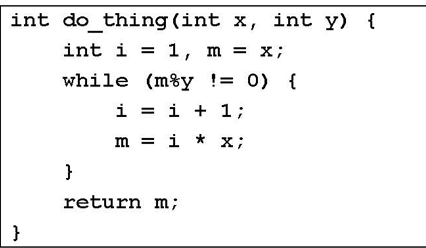 int do_thing(int x, int y) {
    int i = 1, m = x;
    while (m%y != 0) {
        i = i + 1;
        m = i * x;
    }
    return m;
}